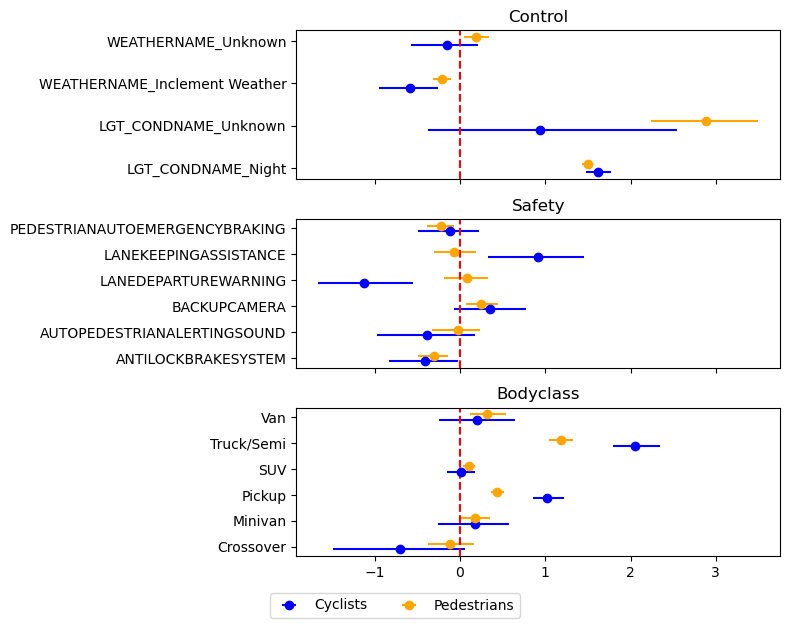 Control
WEATHERNAME_Unknown
WEATHERNAME_Inclement Weather
LGT_CONDNAME_Unknown
LGT_CONDNAME_Night
Safety
PEDESTRIANAUTOEMERGENCYBRAKING
LANEKEEPINGASSISTANCE
LANEDEPARTUREWARNING
BACKUPCAMERA
AUTOPEDESTRIANALERTINGSOUND
ANTILOCKBRAKESYSTEM
Bodyclass
Van
Truck/Semi
SUV
Pickup
Minivan
Crossover
−1 0 1 2 3
Cyclists Pedestrians